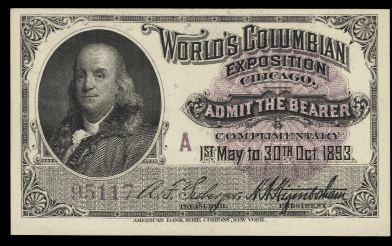 WORLD'S COLUMBIAN
EXPOSITION
CHICAGO.
ADMIT THE BEARER
COMPLIMENTARY
A
1ST May to 30TH Oct. 1893.
95117
TREASURER.
PRESIDENT
AMERICAN BANK NOTE COMPANY, NEW YORK.